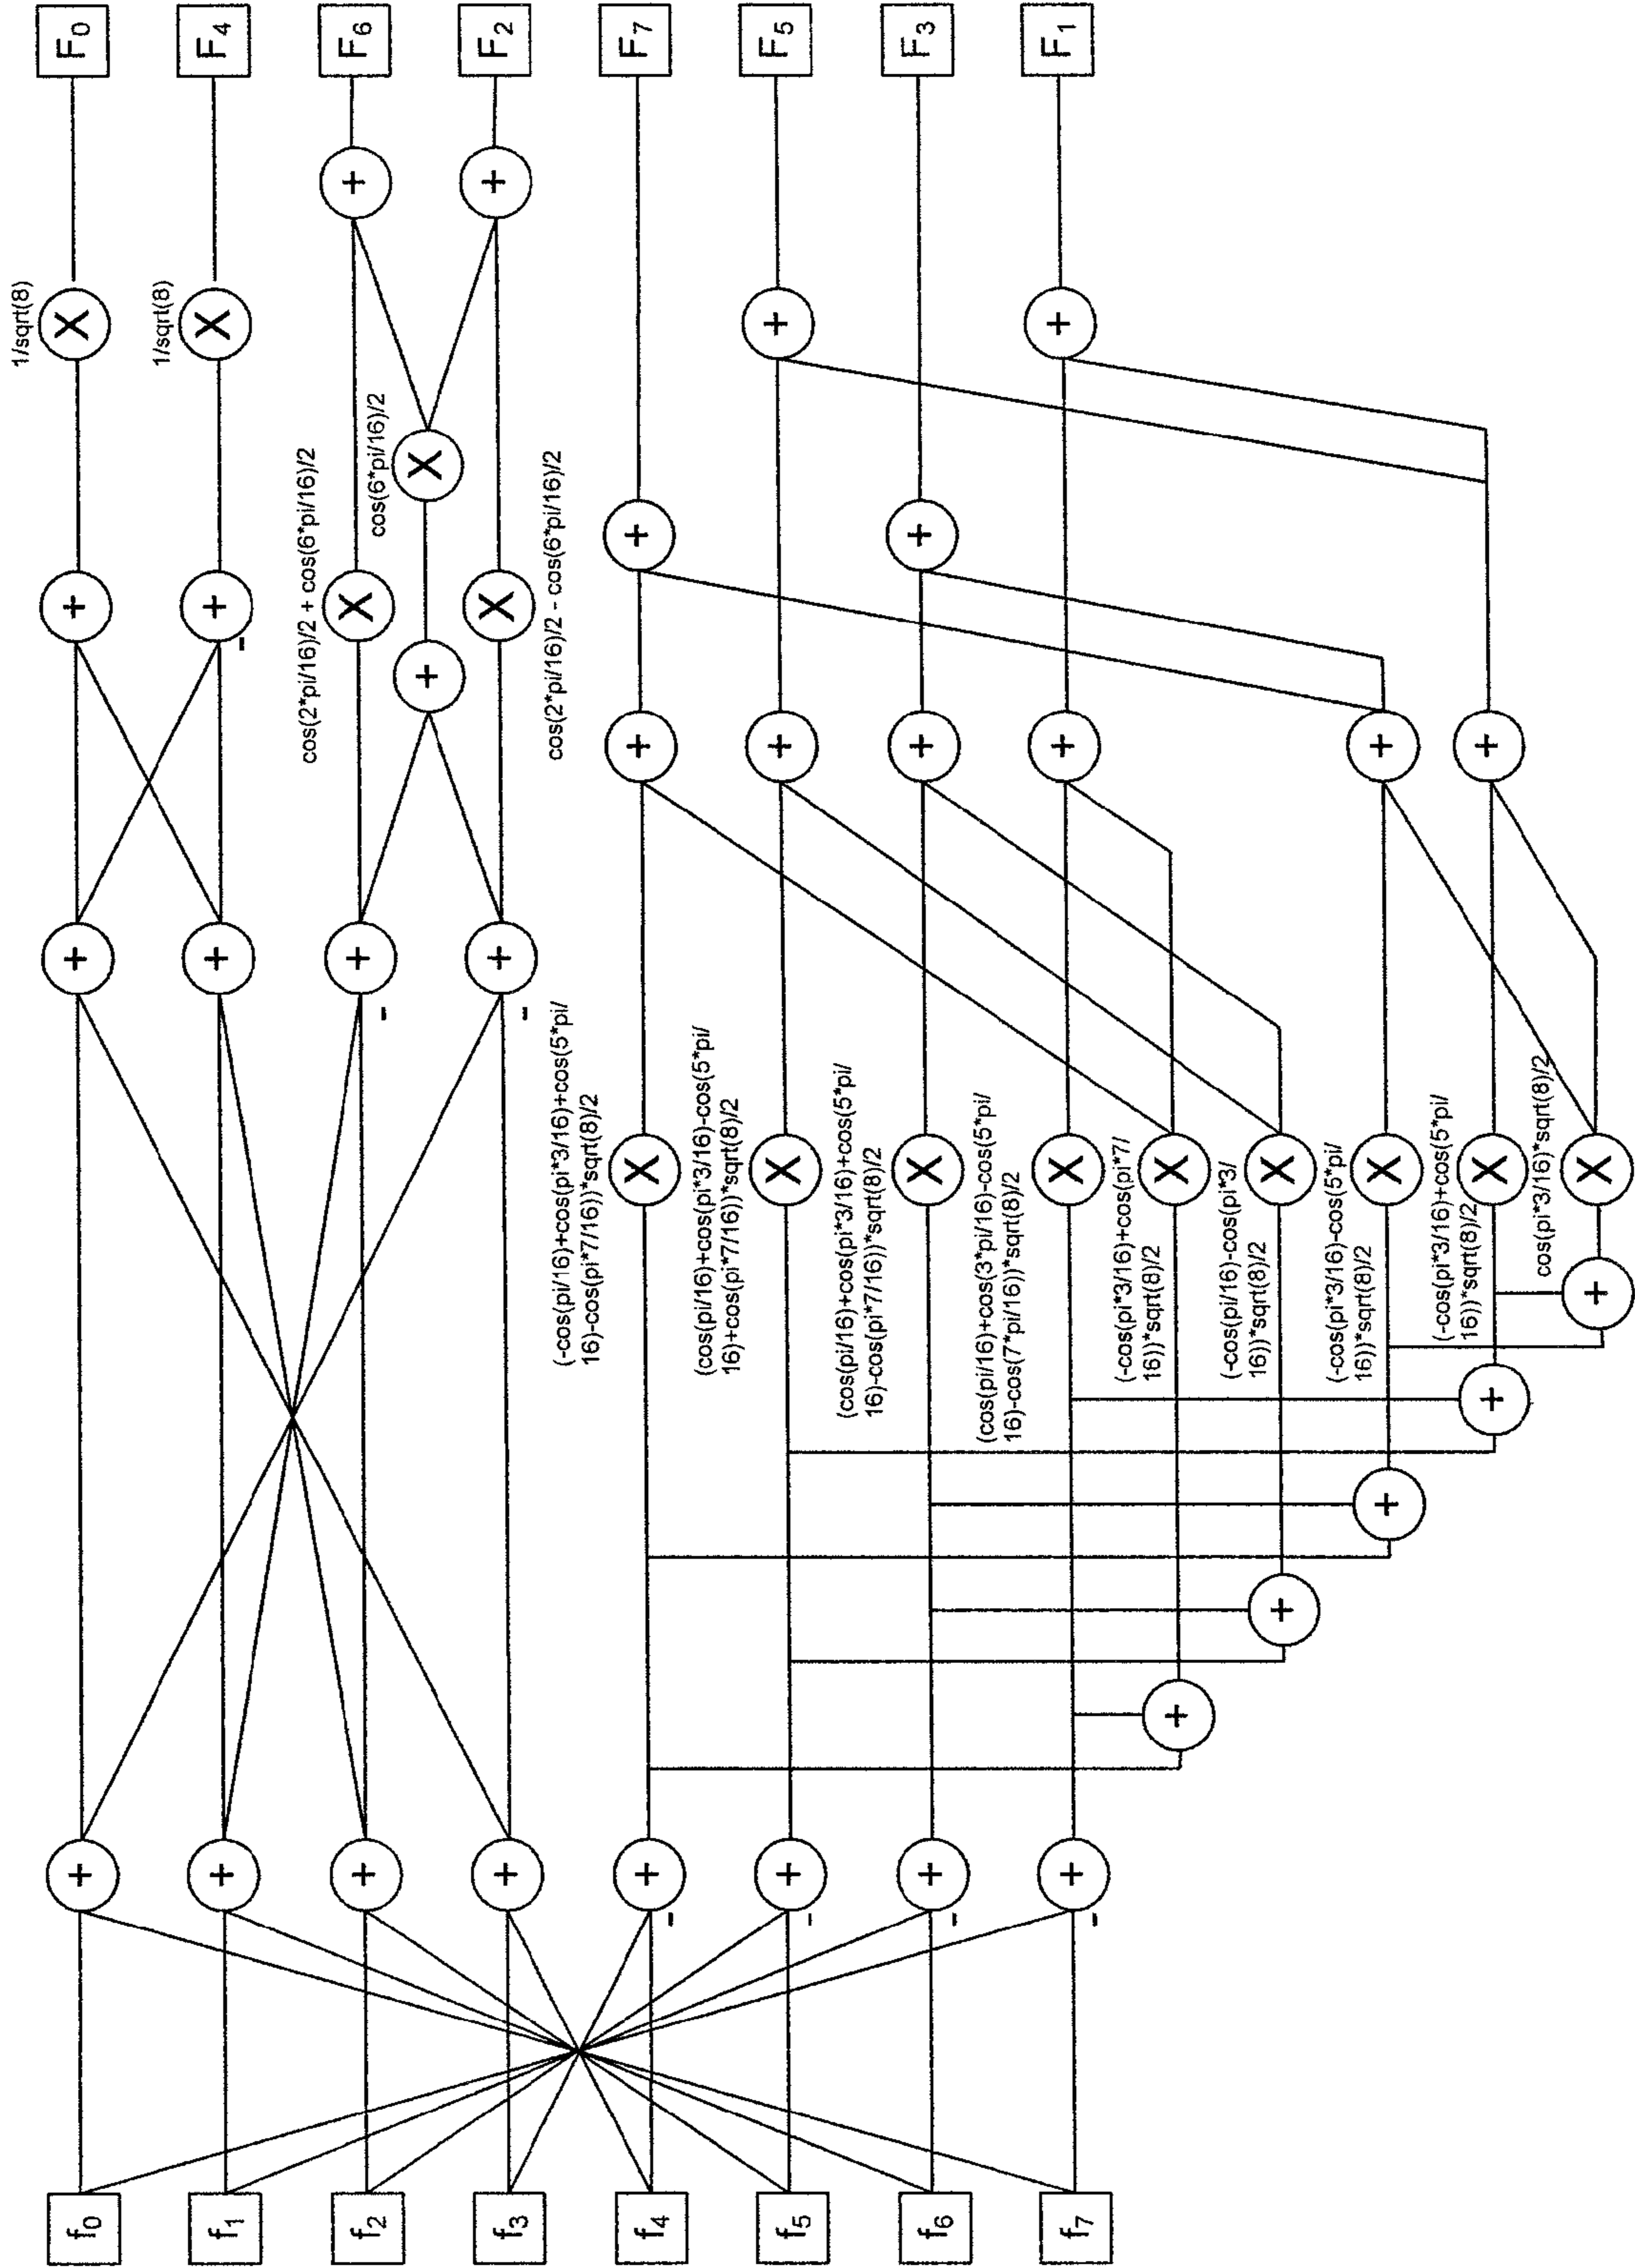 F0
F4
F6
F2
F7
F5
F3
F1
1/sqrt(8)
X
1/sqrt(8)
X
+
+
+
+
cos(2*pi/16)/2 + cos(6*pi/16)/2
cos(6*pi/16)/2
cos(2*pi/16)/2 - cos(6*pi/16)/2
X
X
X
+
+
+
-
+
+
+
+
+
+
+
+
+
+
+
+
+
-
+
-
(-cos(pi/16)+cos(pi*3/16)+cos(5*pi/
16)-cos(pi*7/16))*sqrt(8)/2
(cos(pi/16)+cos(pi*3/16)-cos(5*pi/
16)+cos(pi*7/16))*sqrt(8)/2
(cos(pi/16)+cos(pi*3/16)+cos(5*pi/
16)-cos(pi*7/16))*sqrt(8)/2
(cos(pi/16)+cos(3*pi/16)-cos(5*pi/
16)-cos(7*pi/16))*sqrt(8)/2
(-cos(pi*3/16)+cos(pi*7/
16))*sqrt(8)/2
(-cos(pi/16)-cos(pi*3/
16))*sqrt(8)/2
(-cos(pi*3/16)-cos(5*pi/
16))*sqrt(8)/2
(-cos(pi*3/16)+cos(5*pi/
16))*sqrt(8)/2
cos(pi*3/16)*sqrt(8)/2
X
X
X
X
X
X
X
X
X
+
+
+
+
+
+
+
+
+
+
-
+
-
+
-
+
-
f0
f1
f2
f3
f4
f5
f6
f7